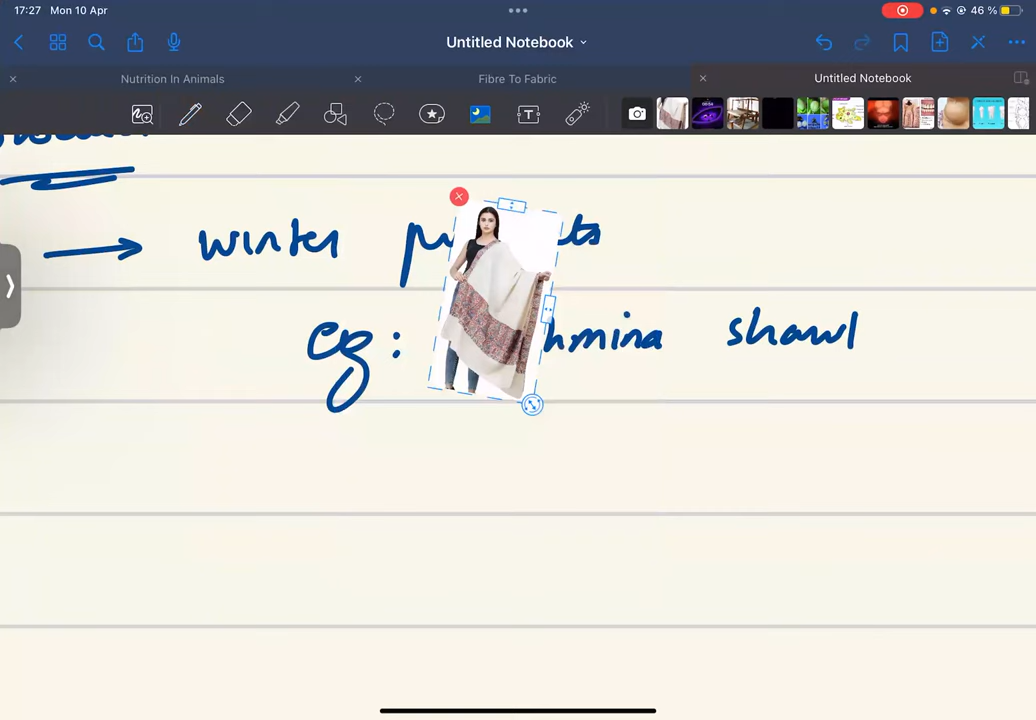 17:27 Mon 10 Apr
46 %
Untitled Notebook
Nutrition In Animals
Fibre To Fabric
Untitled Notebook
winter
eg: hmina shawl